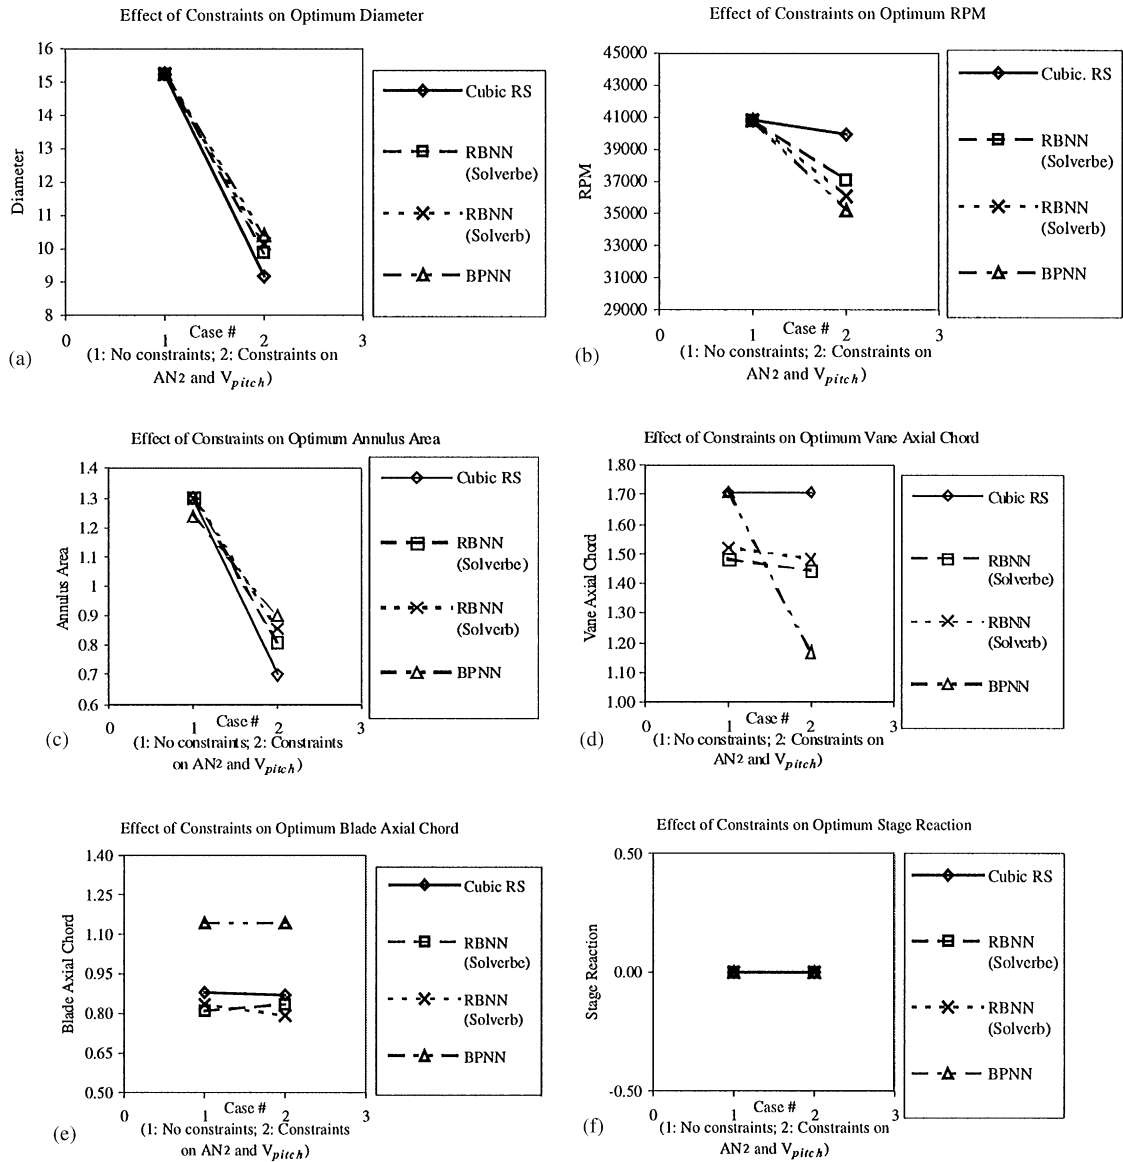 Effect of Constraints on Optimum Diameter
16
15
14
13
12
11
10
9
8
Diameter
0
1
2
3
Case #
(1: No constraints; 2: Constraints on
AN2 and Vpitch)
Cubic RS
RBNN
(Solverbe)
RBNN
(Solverb)
BPNN
(a)
Effect of Constraints on Optimum RPM
45000
43000
41000
39000
37000
35000
33000
31000
29000
RPM
0
1
2
3
Case #
(1: No constraints; 2: Constraints on
AN2 and Vpitch)
Cubic. RS
RBNN
(Solverbe)
RBNN
(Solverb)
BPNN
(b)
Effect of Constraints on Optimum Annulus Area
1.4
1.3
1.2
1.1
1
0.9
0.8
0.7
0.6
Annulus Area
0
1
2
3
Case #
(1: No constraints; 2: Constraints
on AN2 and Vpitch)
Cubic RS
RBNN
(Solverbe)
RBNN
(Solverb)
BPNN
(c)
Effect of Constraints on Optimum Vane Axial Chord
1.80
1.70
1.60
1.50
1.40
1.30
1.20
1.10
1.00
Vane Axial Chord
0
1
2
3
Case #
(1: No constraints; 2: Constraints on
AN2 and Vpitch)
Cubic RS
RBNN
(Solverbe)
RBNN
(Solverb)
BPNN
(d)
Effect of Constraints on Optimum Blade Axial Chord
1.40
1.25
1.10
0.95
0.80
0.65
0.50
Blade Axial Chord
0
1
2
3
Case #
(1: No constraints; 2: Constraints
on AN2 and Vpitch)
Cubic RS
RBNN
(Solverbe)
RBNN
(Solverb)
BPNN
(e)
Effect of Constraints on Optimum Stage Reaction
0.50
0.00
-0.50
Stage Reaction
0
1
2
3
Case #
(1: No constraints; 2: Constraints on
AN2 and Vpitch)
Cubic RS
RBNN
(Solverbe)
RBNN
(Solverb)
BPNN
(f)